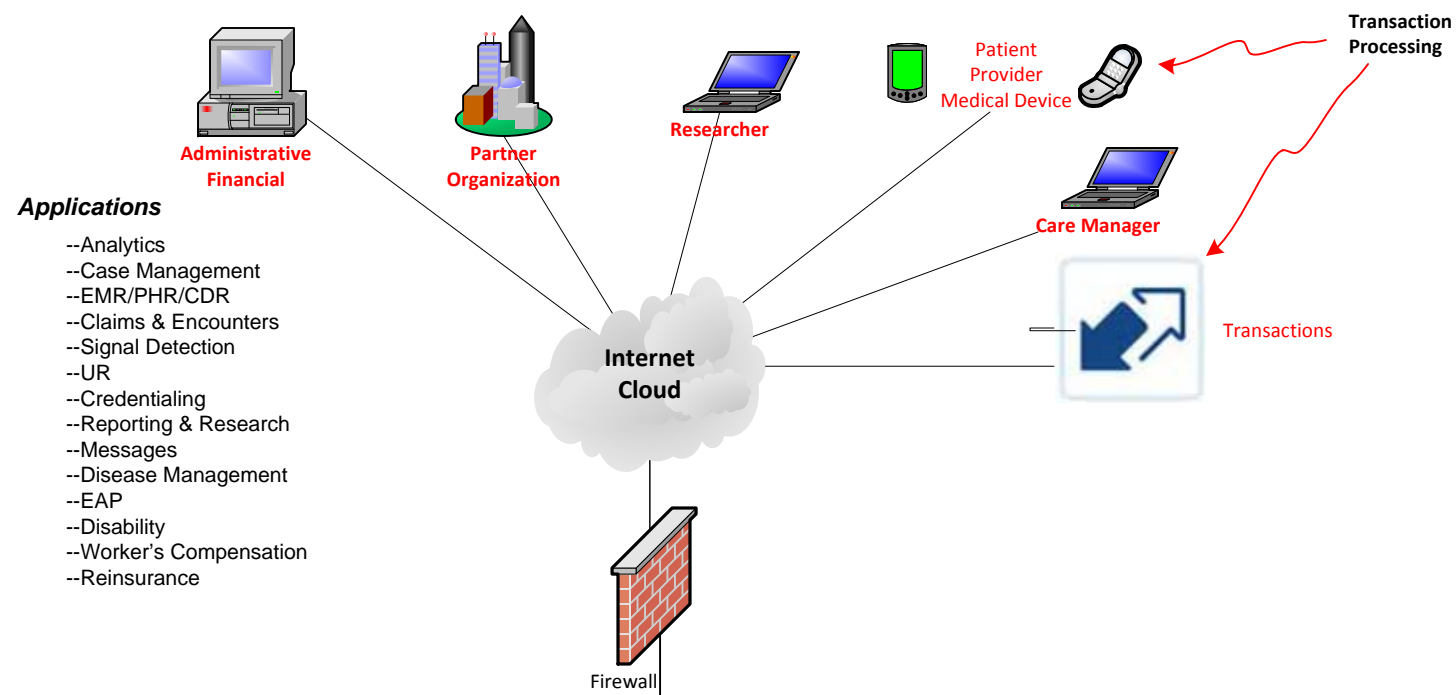 Transaction
Processing
Patient
Provider
Medical Device
Researcher
Administrative
Financial
Partner
Organization
Care Manager
Applications
--Analytics
--Case Management
--EMR/PHR/CDR
--Claims & Encounters
--Signal Detection
--UR
--Credentialing
--Reporting & Research
--Messages
--Disease Management
--EAP
--Disability
--Worker's Compensation
--Reinsurance
Internet
Cloud
Transactions
Firewall